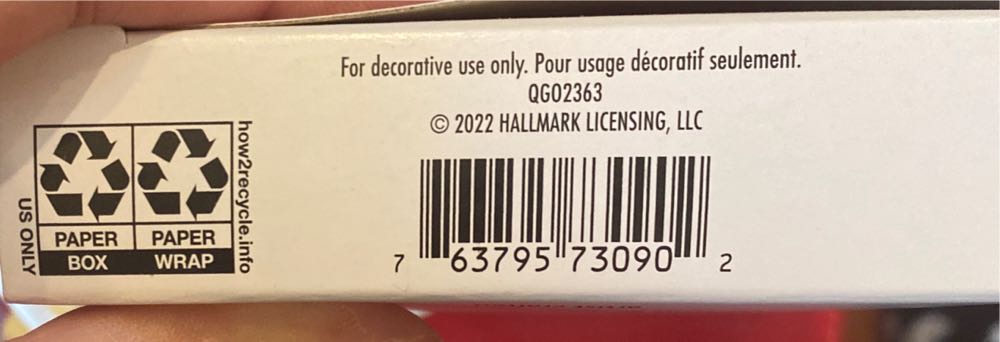 For decorative use only. Pour usage décoratif seulement.
QGO2363
© 2022 HALLMARK LICENSING, LLC
how2recycle.info
US ONLY
PAPER PAPER
BOX WRAP
7 63795 73090 2